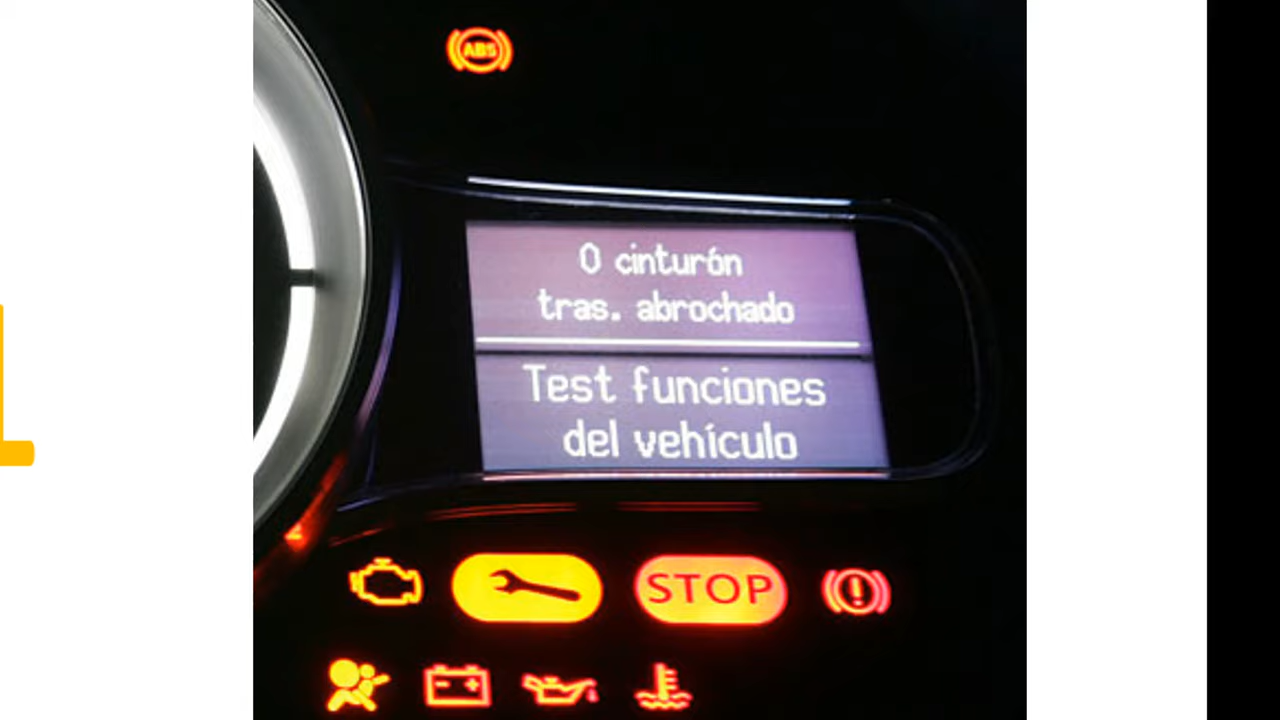 ABS
0 cinturón
tras. abrochado
Test funciones
del vehículo
STOP